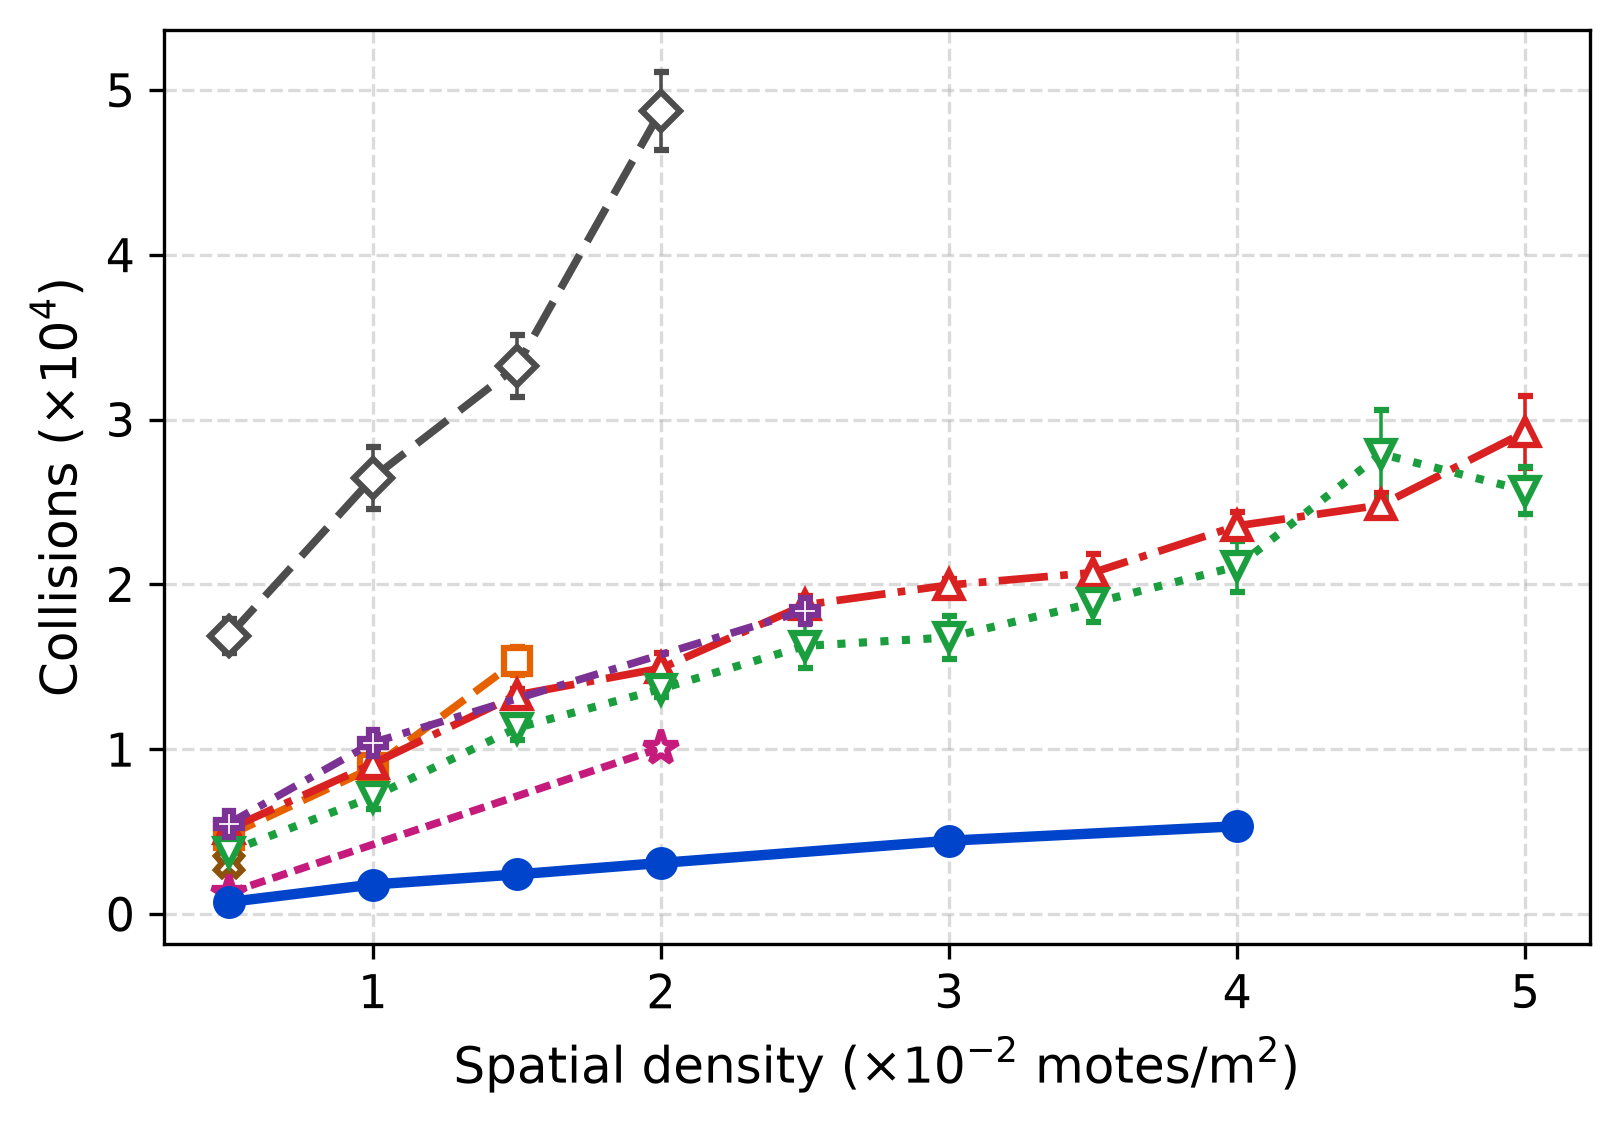 5
4
3
2
1
0
Collisions (×10⁴)
1 2 3 4 5
Spatial density (×10⁻² motes/m²)